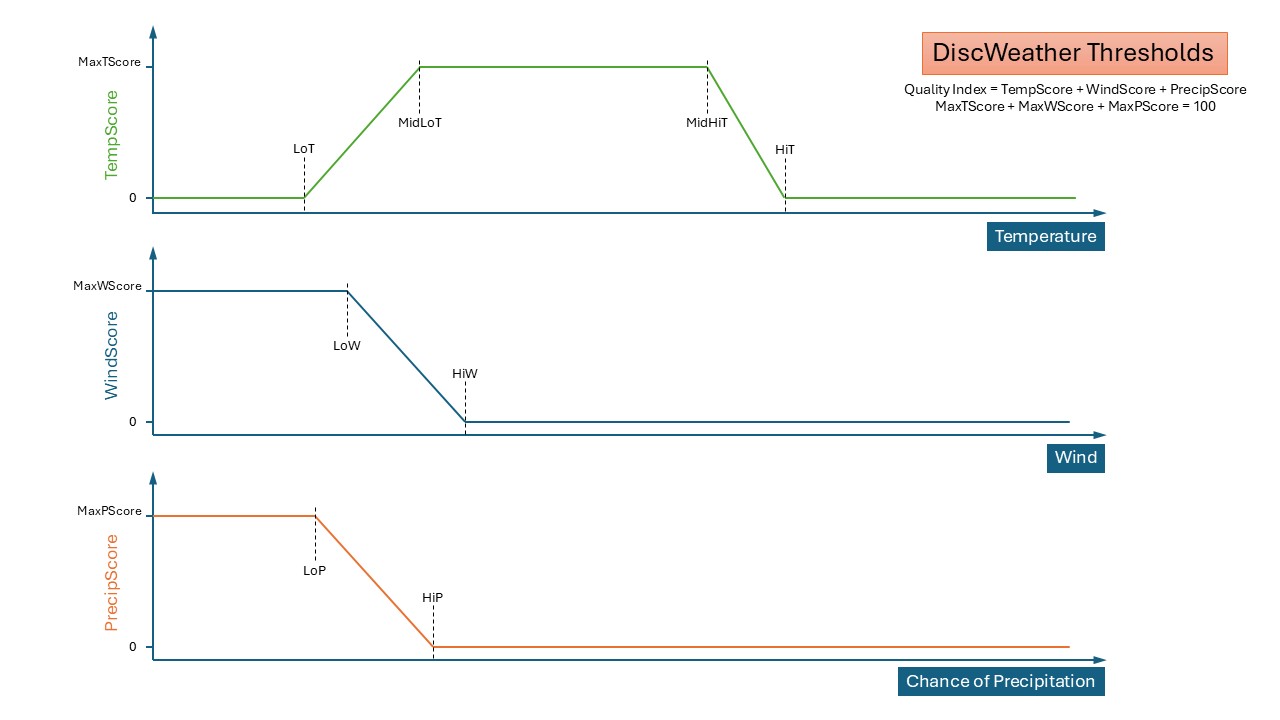 DiscWeather Thresholds
Quality Index = TempScore + WindScore + PrecipScore
MaxTScore + MaxWScore + MaxPScore = 100
MaxTScore
TempScore
MidLoT
MidHiT
LoT
HiT
0
Temperature
MaxWScore
WindScore
LoW
HiW
0
Wind
MaxPScore
PrecipScore
LoP
HiP
0
Chance of Precipitation